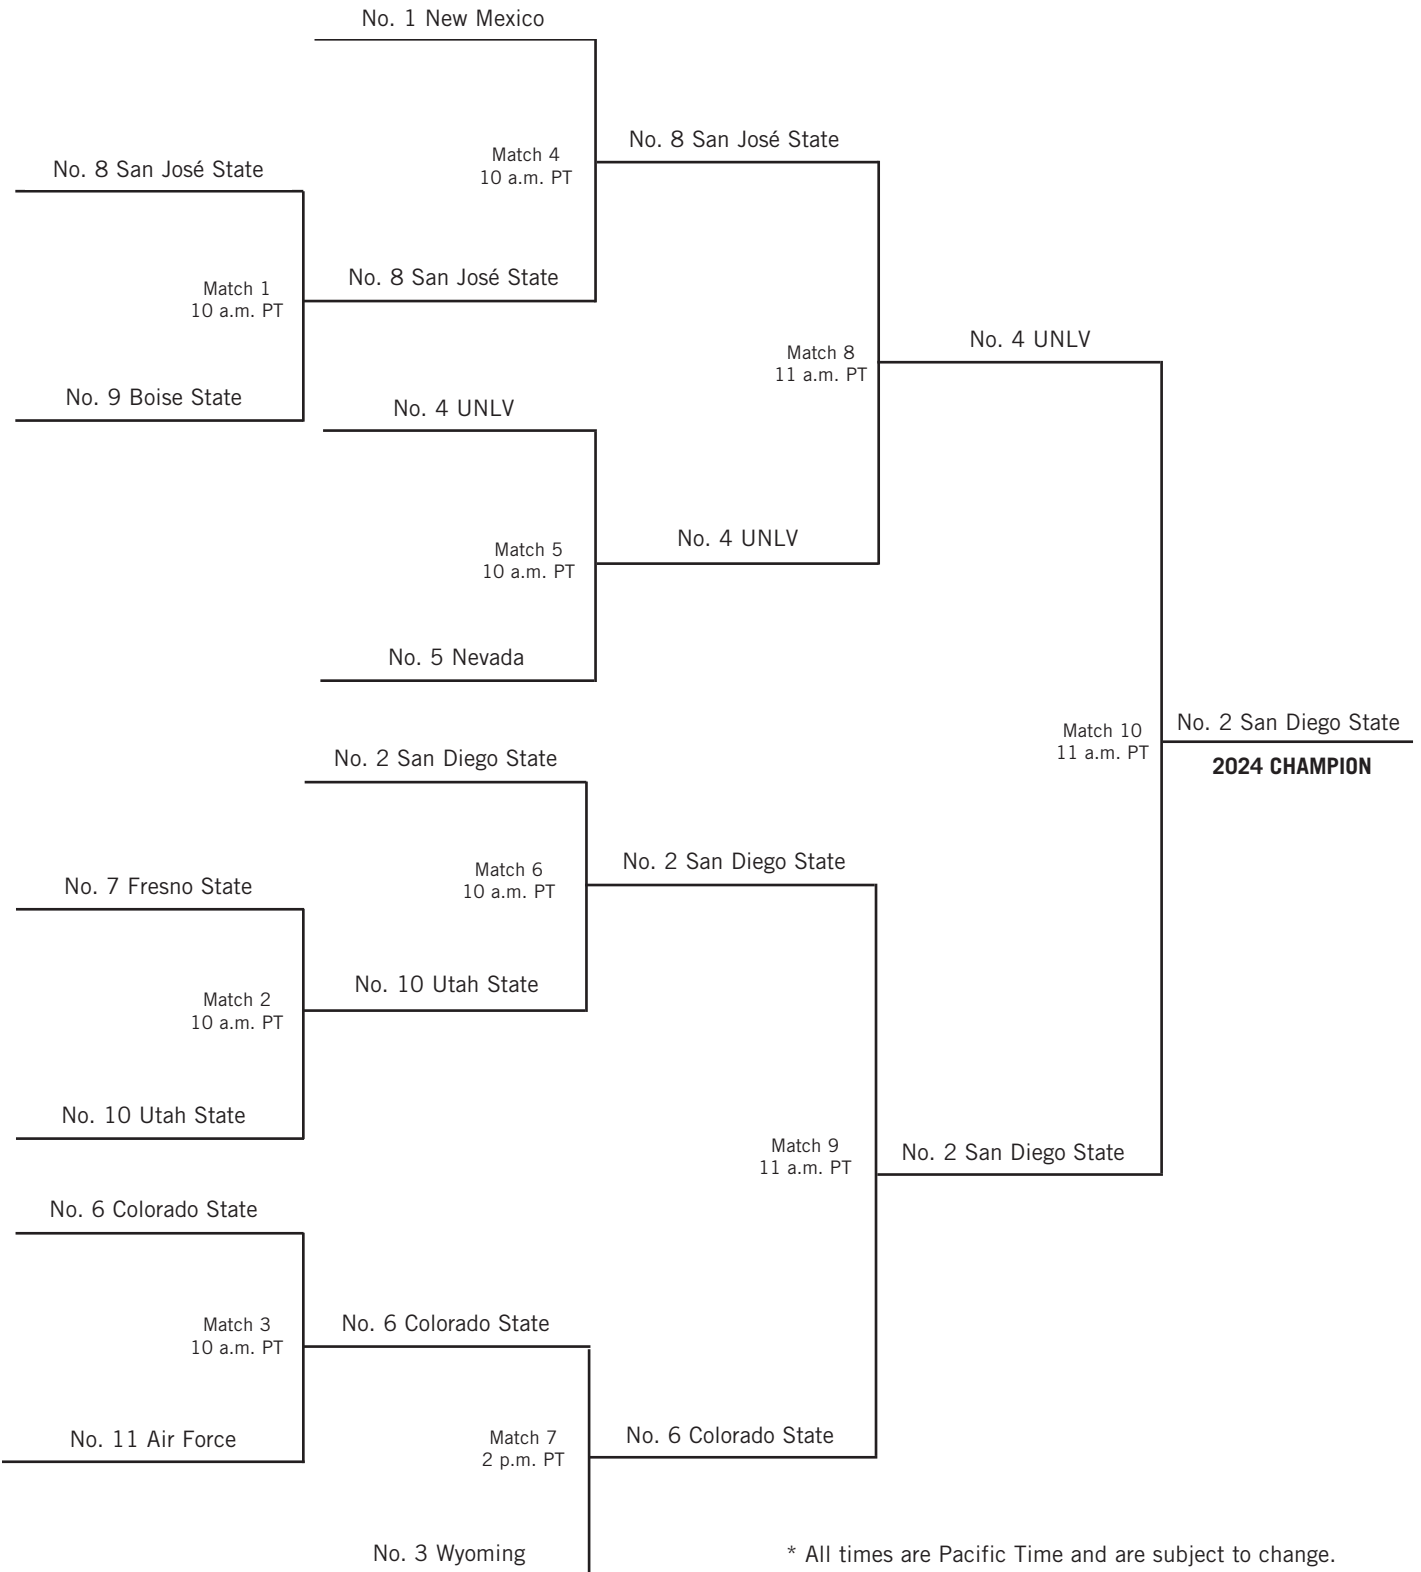 No. 1 New Mexico
No. 8 San José State
Match 4
10 a.m. PT
No. 8 San José State
No. 8 San José State
Match 1
10 a.m. PT
No. 4 UNLV
Match 8
11 a.m. PT
No. 9 Boise State
No. 4 UNLV
No. 4 UNLV
Match 5
10 a.m. PT
No. 5 Nevada
No. 2 San Diego State
2024 CHAMPION
Match 10
11 a.m. PT
No. 2 San Diego State
No. 2 San Diego State
Match 6
10 a.m. PT
No. 7 Fresno State
No. 10 Utah State
Match 2
10 a.m. PT
No. 10 Utah State
Match 9
11 a.m. PT
No. 2 San Diego State
No. 6 Colorado State
Match 3
10 a.m. PT
No. 6 Colorado State
No. 11 Air Force
Match 7
2 p.m. PT
No. 6 Colorado State
No. 3 Wyoming
* All times are Pacific Time and are subject to change.